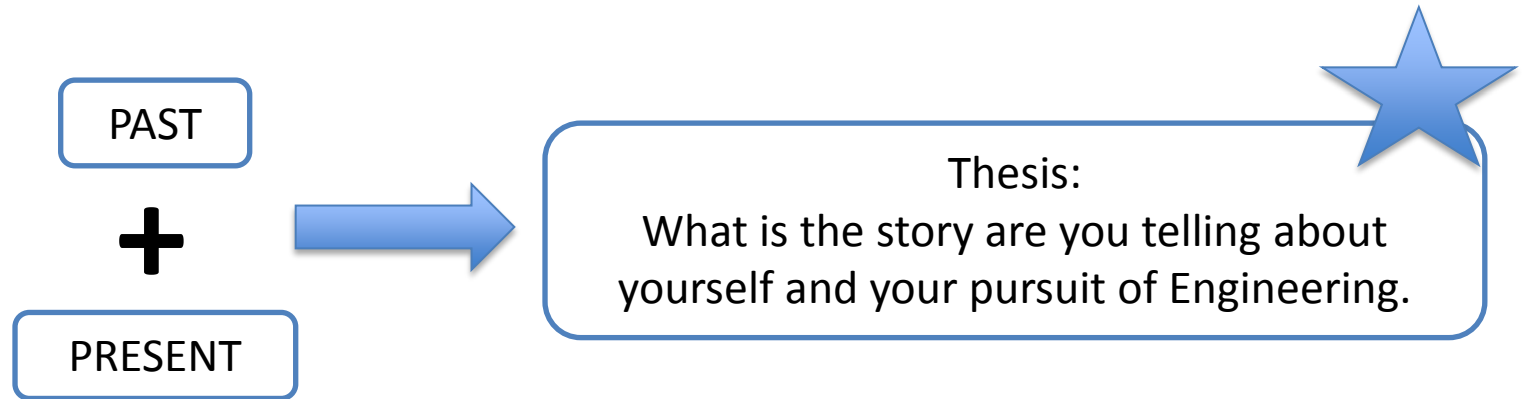 PAST
+
PRESENT
Thesis:
What is the story are you telling about
yourself and your pursuit of Engineering.